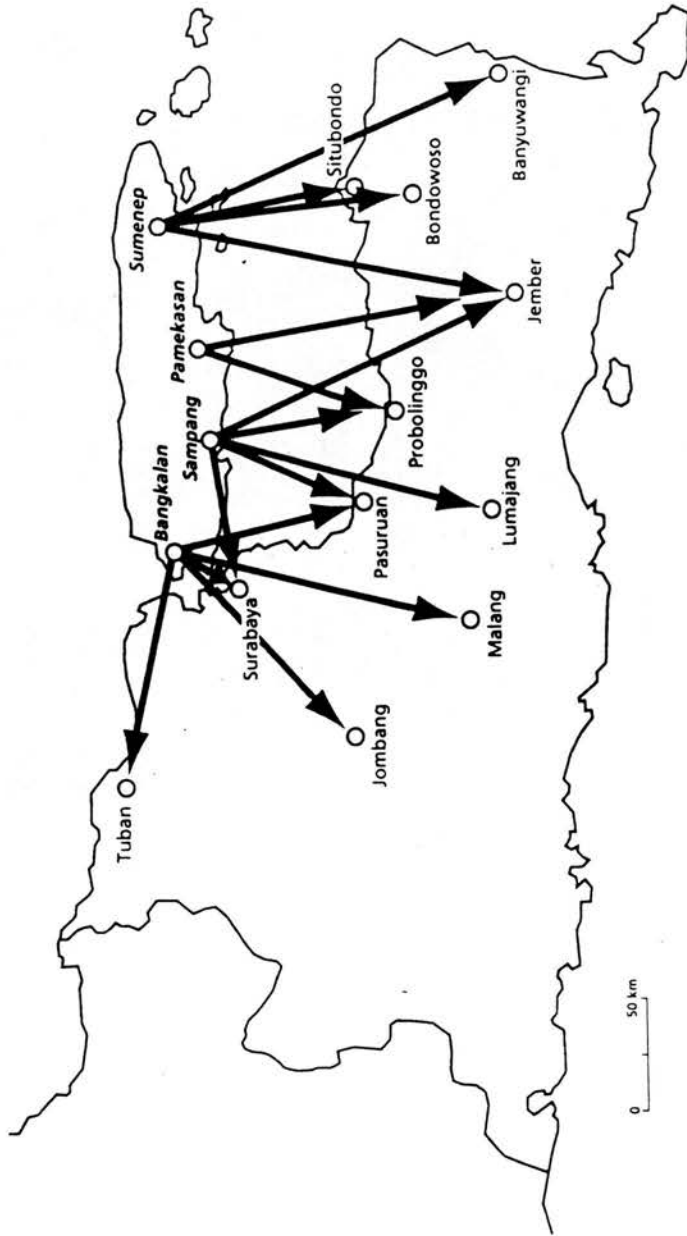 Sumenep
Tuban
Bangkalan
Pamekasan
Sampang
Surabaya
Situbondo
Jombang
Pasuruan
Probolinggo
Bondowoso
Malang
Lumajang
Jember
Banyuwangi
0
50 km